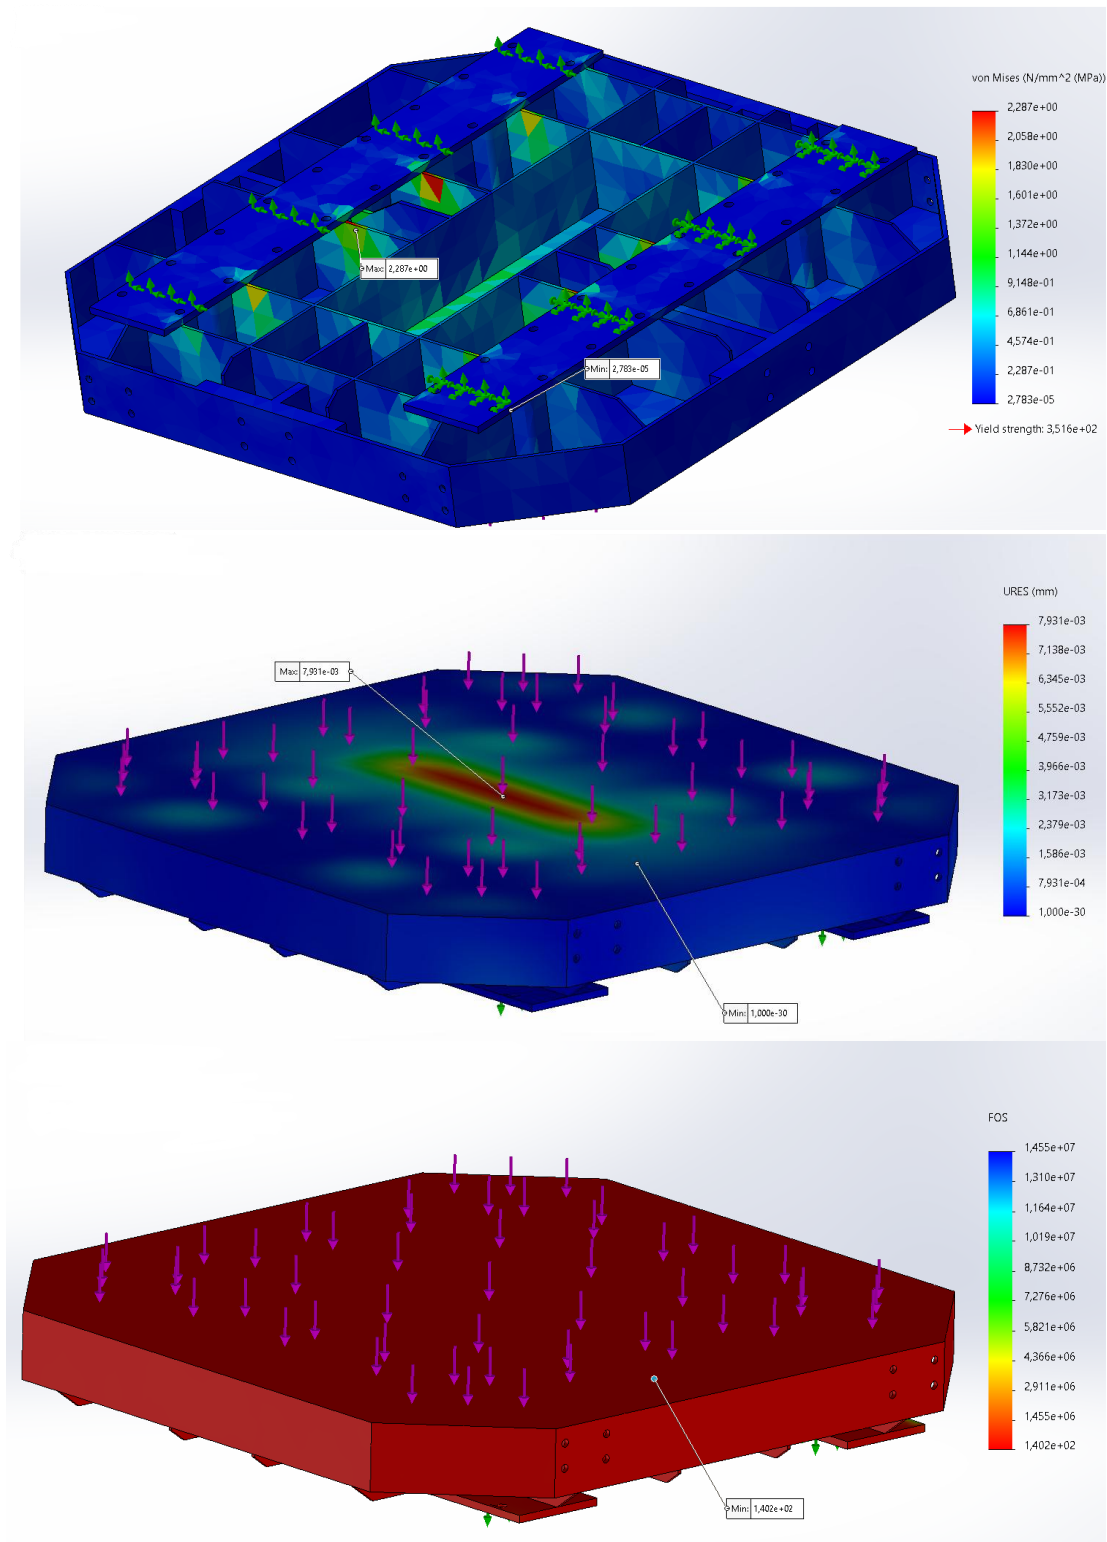 von Mises (N/mm^2 (MPa))
2,287e+00
2,058e+00
1,830e+00
1,601e+00
1,372e+00
1,144e+00
9,148e-01
6,861e-01
4,574e-01
2,287e-01
2,783e-05
Yield strength: 3,516e+02
Max: 2,287e+00
Min: 2,783e-05
URES (mm)
7,931e-03
7,138e-03
6,345e-03
5,552e-03
4,759e-03
3,966e-03
3,173e-03
2,379e-03
1,586e-03
7,931e-04
1,000e-30
Max: 7,931e-03
Min: 1,000e-30
FOS
1,455e+07
1,310e+07
1,164e+07
1,019e+07
8,732e+06
7,276e+06
5,821e+06
4,366e+06
2,911e+06
1,455e+06
1,402e+02
Min: 1,402e+02